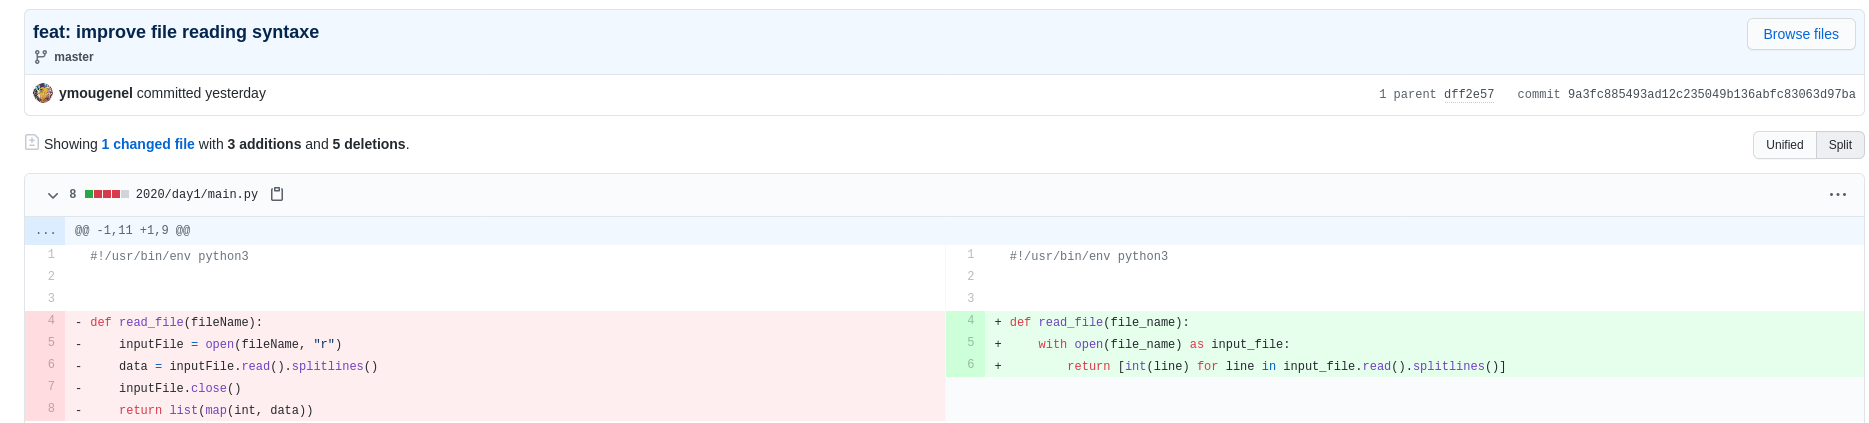 feat: improve file reading syntaxe
Browse files
master
ymougenel committed yesterday
1 parent dff2e57 commit 9a3fc885493ad12c235049b136abfc83063d97ba
Showing 1 changed file with 3 additions and 5 deletions.
Unified Split
8 2020/day1/main.py
... @@ -1,11 +1,9 @@
1 #!/usr/bin/env python3
2
3
4 - def read_file(fileName):
5 - inputFile = open(fileName, "r")
6 - data = inputFile.read().splitlines()
7 - inputFile.close()
8 - return list(map(int, data))
1 #!/usr/bin/env python3
2
3
4 + def read_file(file_name):
5 + with open(file_name) as input_file:
6 + return [int(line) for line in input_file.read().splitlines()]